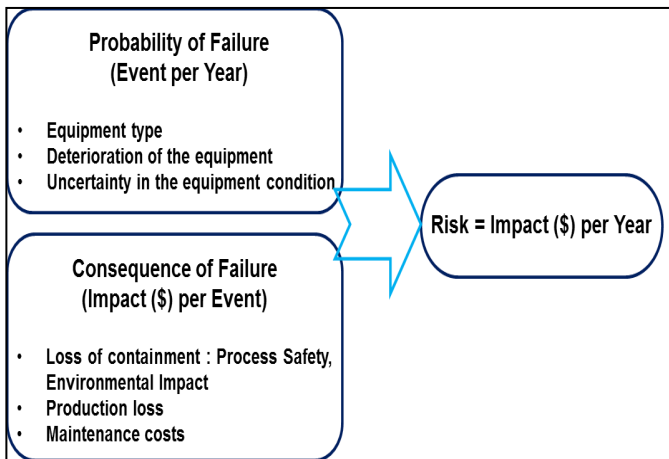 Probability of Failure
(Event per Year)
• Equipment type
• Deterioration of the equipment
• Uncertainty in the equipment condition
Risk = Impact ($) per Year
Consequence of Failure
(Impact ($) per Event)
• Loss of containment : Process Safety,
Environmental Impact
• Production loss
• Maintenance costs